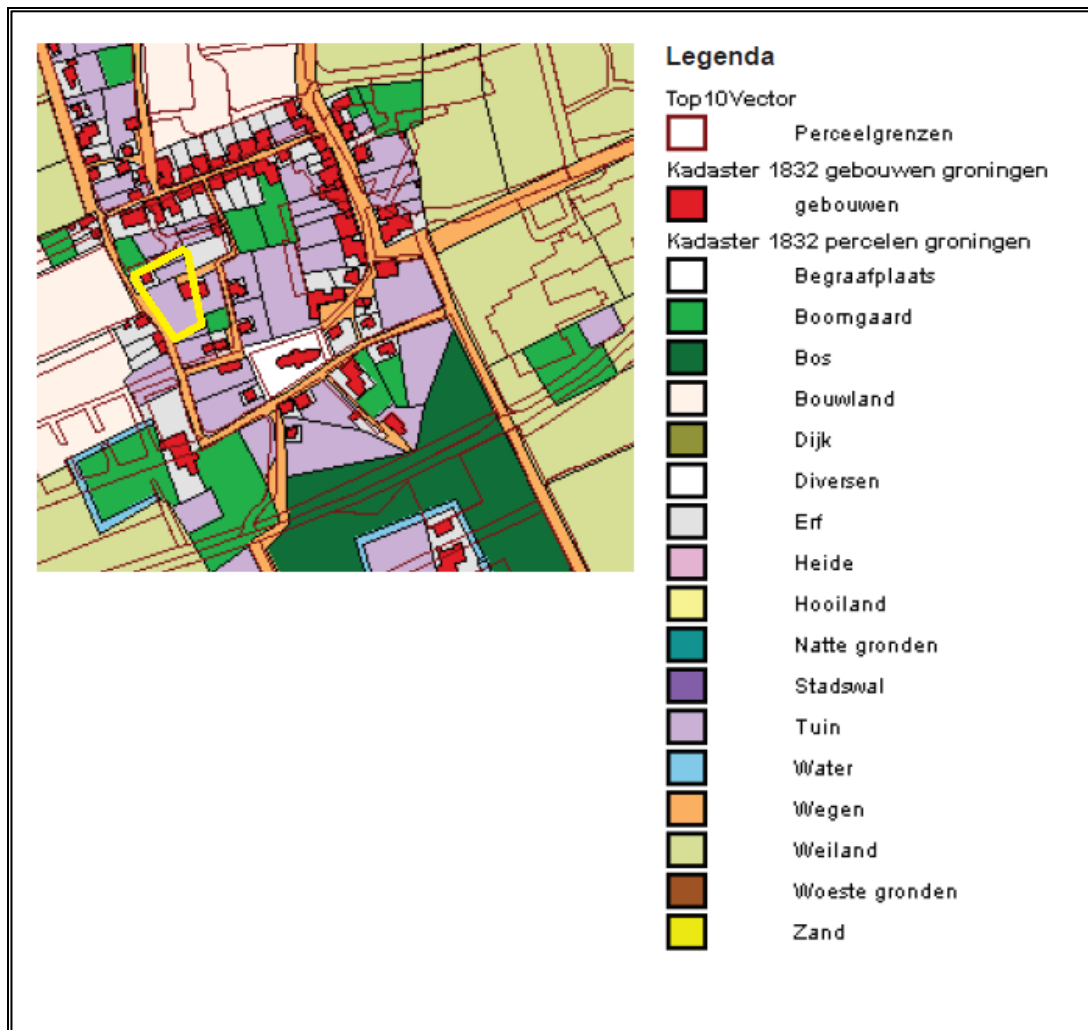 Legenda
Top10Vector
Perceelgrenzen
Kadaster 1832 gebouwen groningen
gebouwen
Kadaster 1832 percelen groningen
Begraafplaats
Boomgaard
Bos
Bouwland
Dijk
Diversen
Erf
Heide
Hooiland
Natte gronden
Stadswal
Tuin
Water
Wegen
Weiland
Woeste gronden
Zand